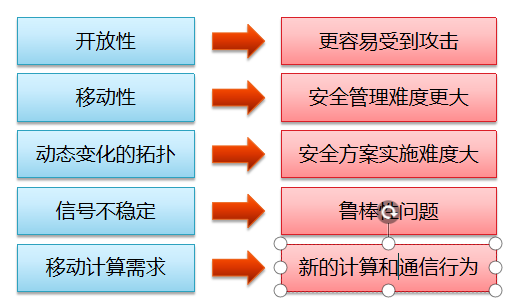 开放性
更容易受到攻击
移动性
安全管理难度更大
动态变化的拓扑
安全方案实施难度大
信号不稳定
鲁棒性问题
移动计算需求
新的计算和通信行为